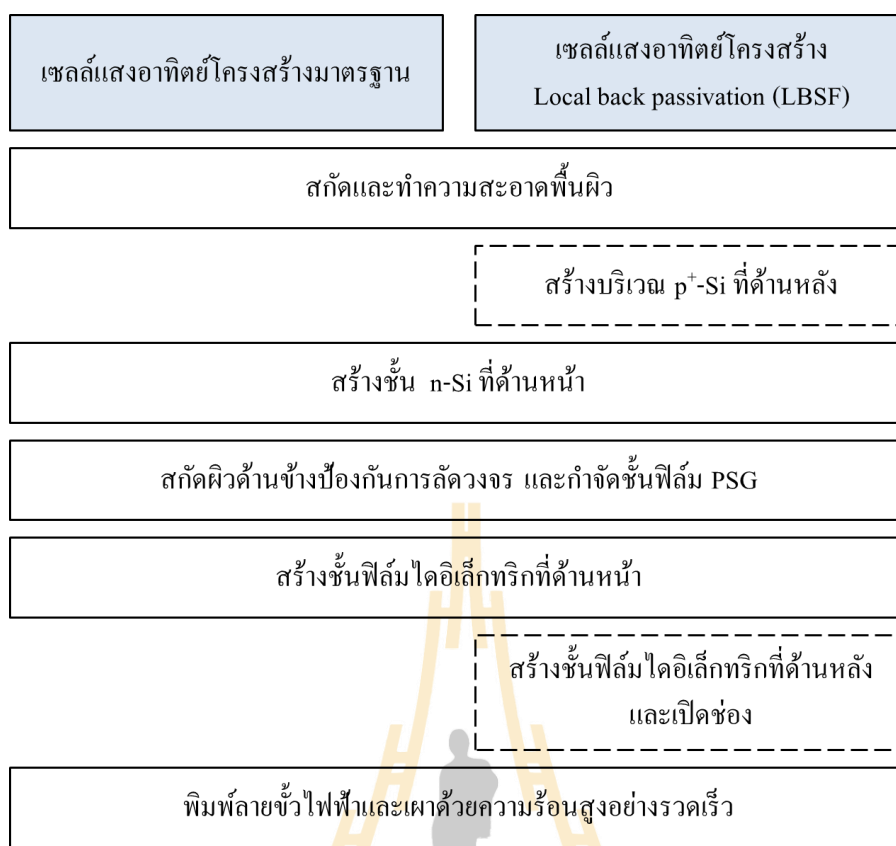 เซลล์แสงอาทิตย์โครงสร้างมาตรฐาน
เซลล์แสงอาทิตย์โครงสร้าง
Local back passivation (LBSF)
สกัดและทำความสะอาดพื้นผิว
สร้างบริเวณ p⁺-Si ที่ด้านหลัง
สร้างชั้น n-Si ที่ด้านหน้า
สกัดผิวด้านข้างป้องกันการลัดวงจร และกำจัดชั้นฟิล์ม PSG
สร้างชั้นฟิล์มไดอิเล็กทริกที่ด้านหน้า
สร้างชั้นฟิล์มไดอิเล็กทริกที่ด้านหลัง
และเปิดช่อง
พิมพ์ลายขั้วไฟฟ้าและเผาด้วยความร้อนสูงอย่างรวดเร็ว